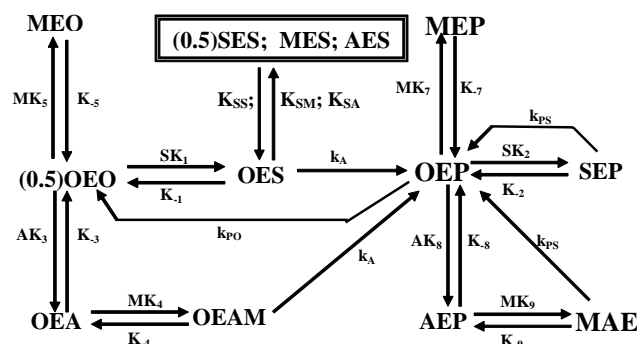 MEO
(0.5)SES; MES; AES
MEP
MK5 K-5
KSS; KSM; KSA
MK7 K-7
kPS
SK1
kA
SK2
(0.5)OEO OES OEP SEP
K-1
K-2
kPO
AK3 K-3
kA
AK8 K-8
kPS
MK4
MK9
OEA OEAM AEP MAE
K-4
K-9